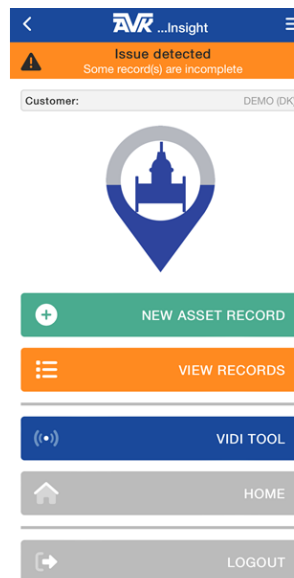 AVK ...Insight
Issue detected
Some record(s) are incomplete
Customer: DEMO (DK)
NEW ASSET RECORD
VIEW RECORDS
VIDI TOOL
HOME
LOGOUT